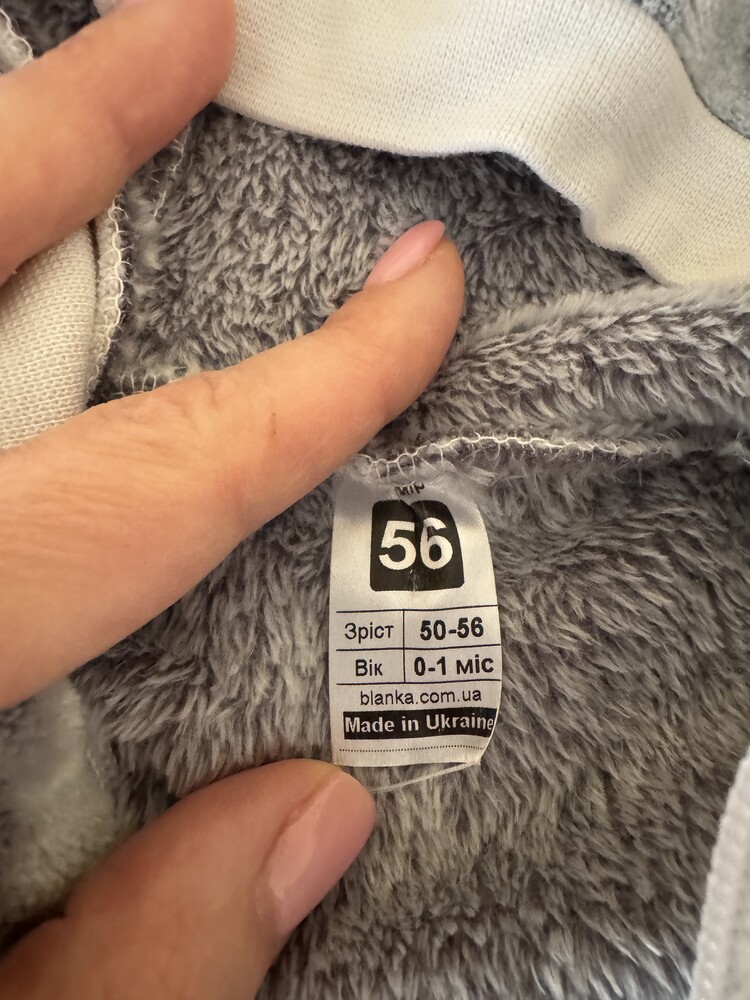 56
Зріст 50-56
Вік 0-1 міс
blanka.com.ua
Made in Ukraine